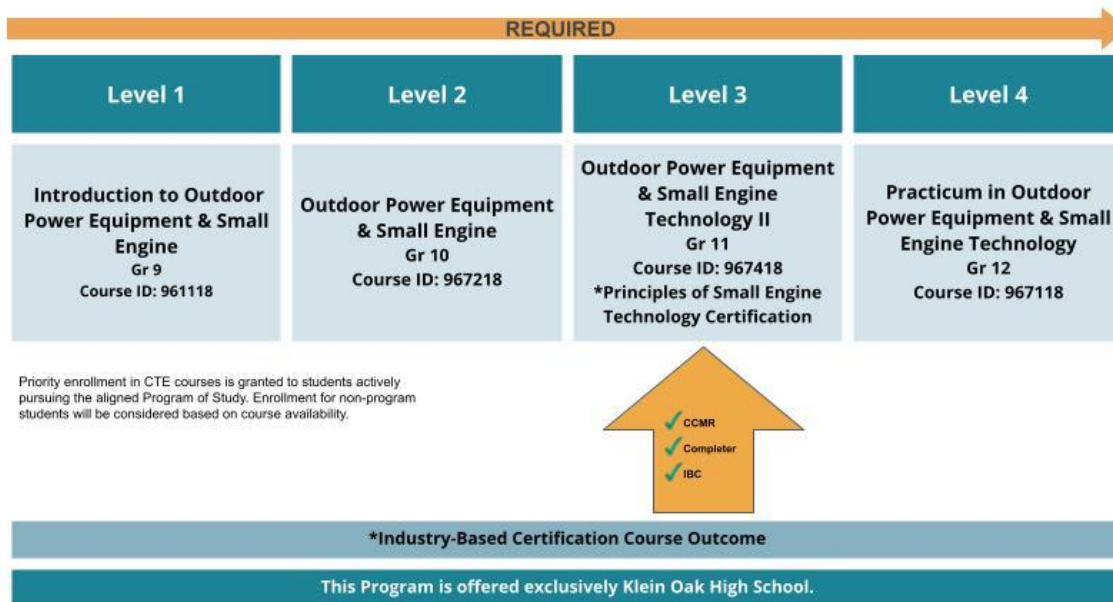 REQUIRED
Level 1
Level 2
Level 3
Level 4
Introduction to Outdoor
Power Equipment & Small
Engine
Gr 9
Course ID: 961118
Outdoor Power Equipment
& Small Engine
Gr 10
Course ID: 967218
Outdoor Power Equipment
& Small Engine
Technology II
Gr 11
Course ID: 967418
*Principles of Small Engine
Technology Certification
Practicum in Outdoor
Power Equipment & Small
Engine Technology
Gr 12
Course ID: 967118
Priority enrollment in CTE courses is granted to students actively
pursuing the aligned Program of Study. Enrollment for non-program
students will be considered based on course availability.
CCMR
Completer
IBC
*Industry-Based Certification Course Outcome
This Program is offered exclusively Klein Oak High School.